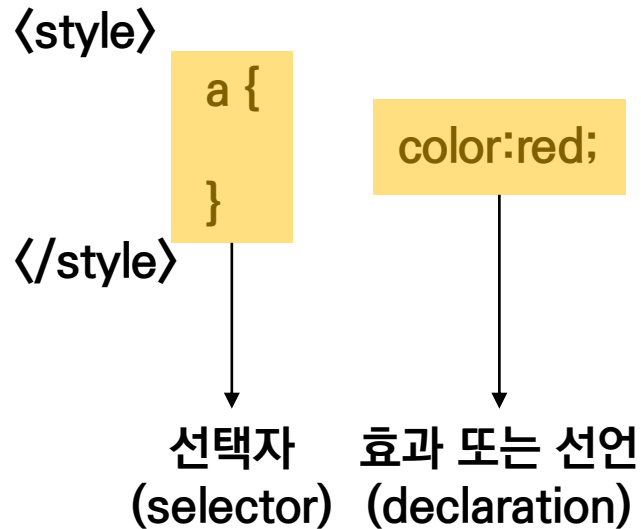 <style>
a {
color:red;
}
</style>
선택자 효과 또는 선언
(selector) (declaration)